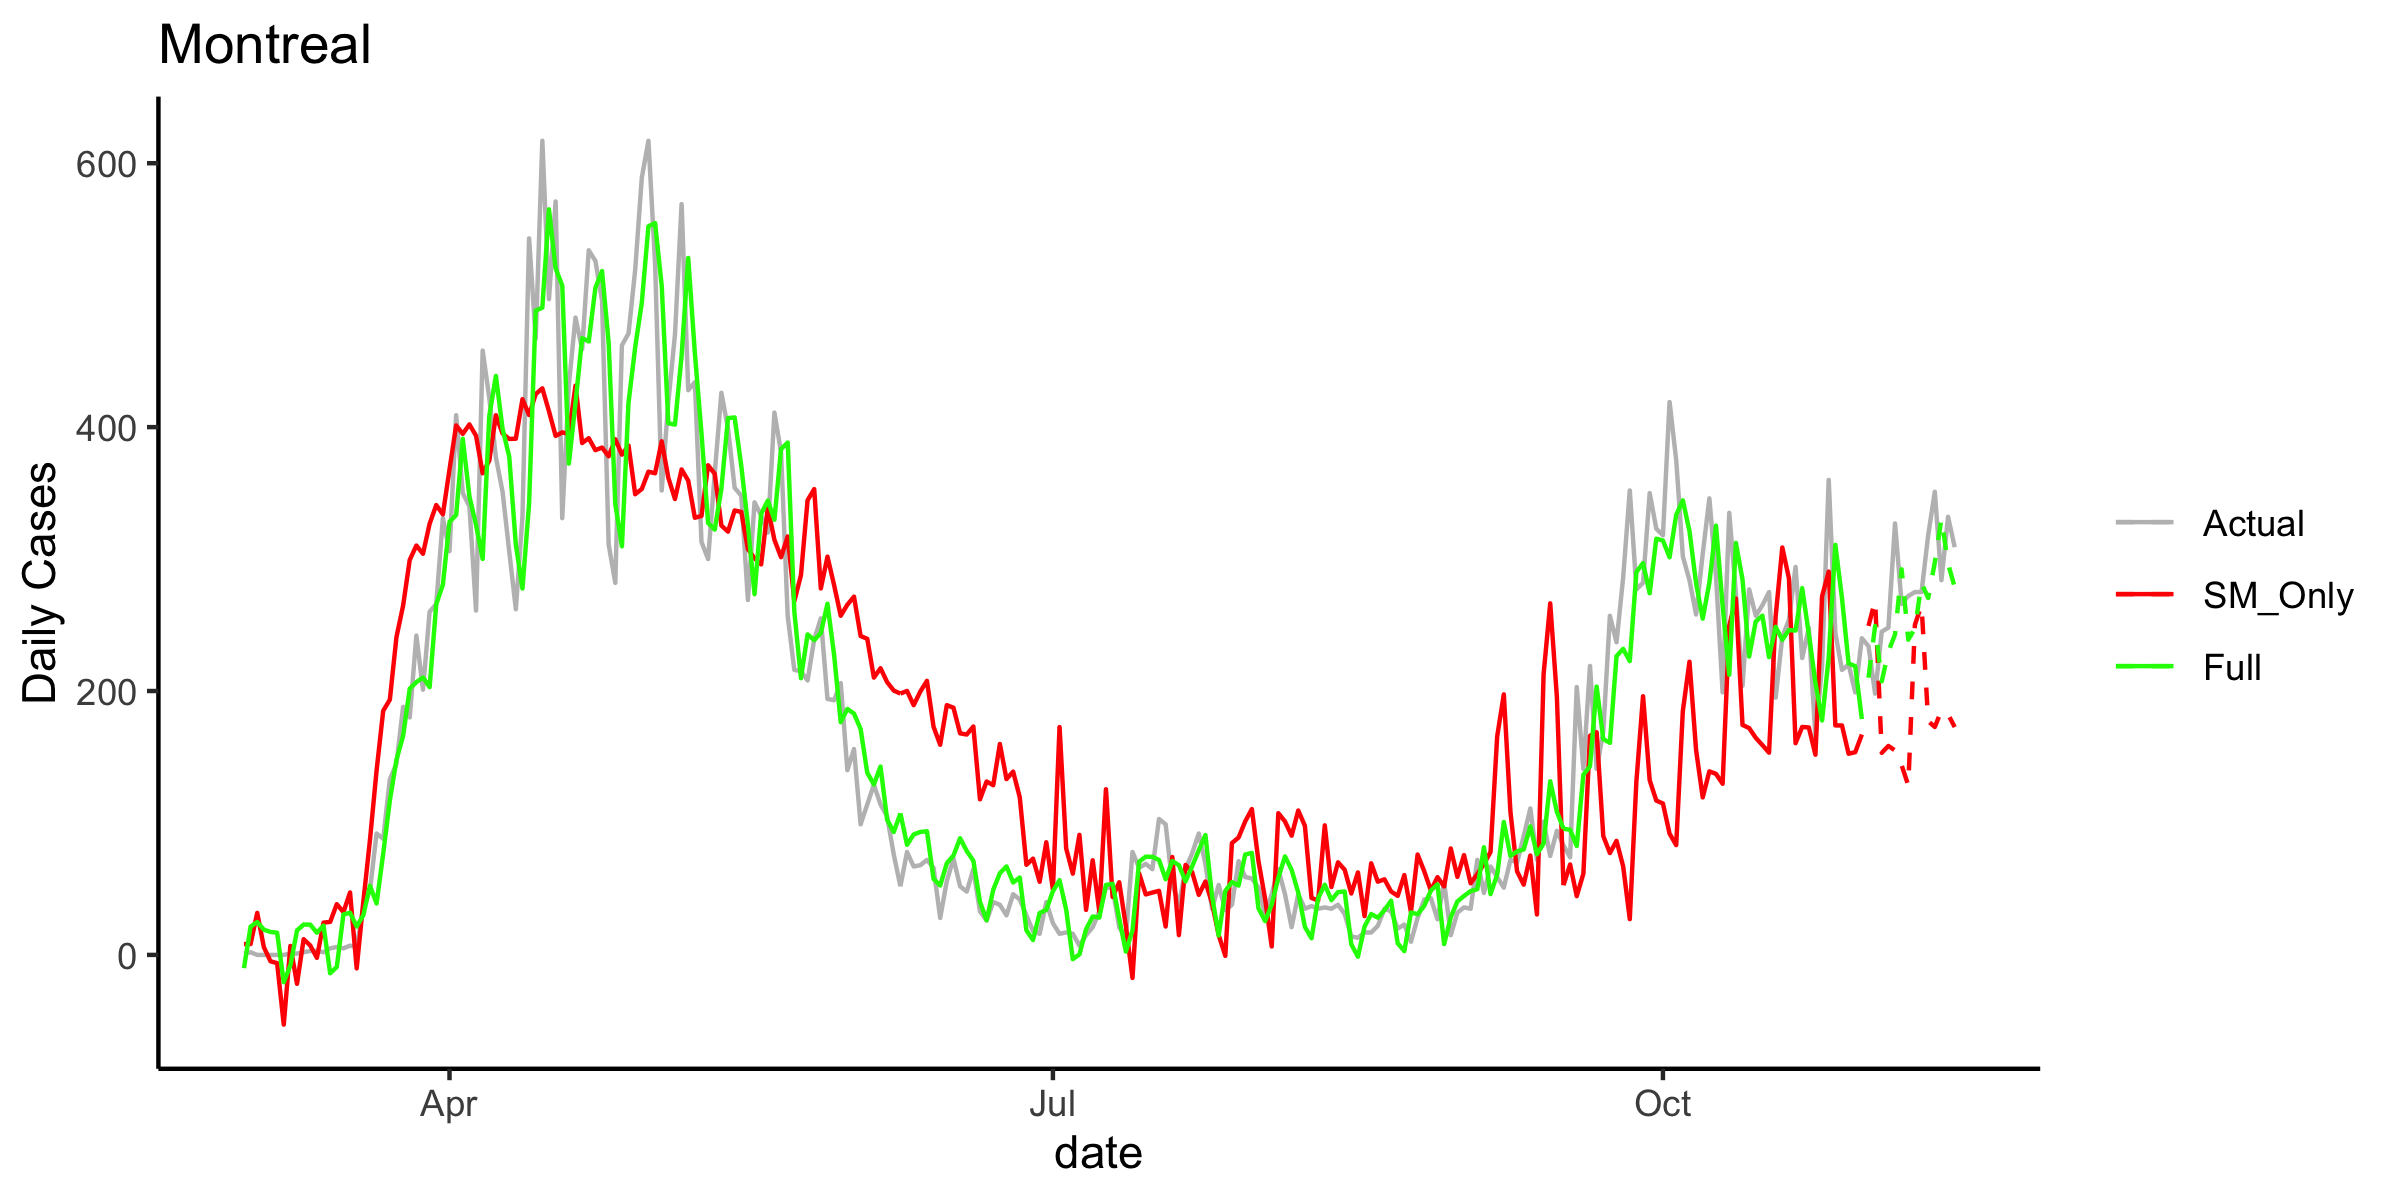 Montreal
Daily Cases
600
400
200
0
Apr
Jul
Oct
date
Actual
SM_Only
Full